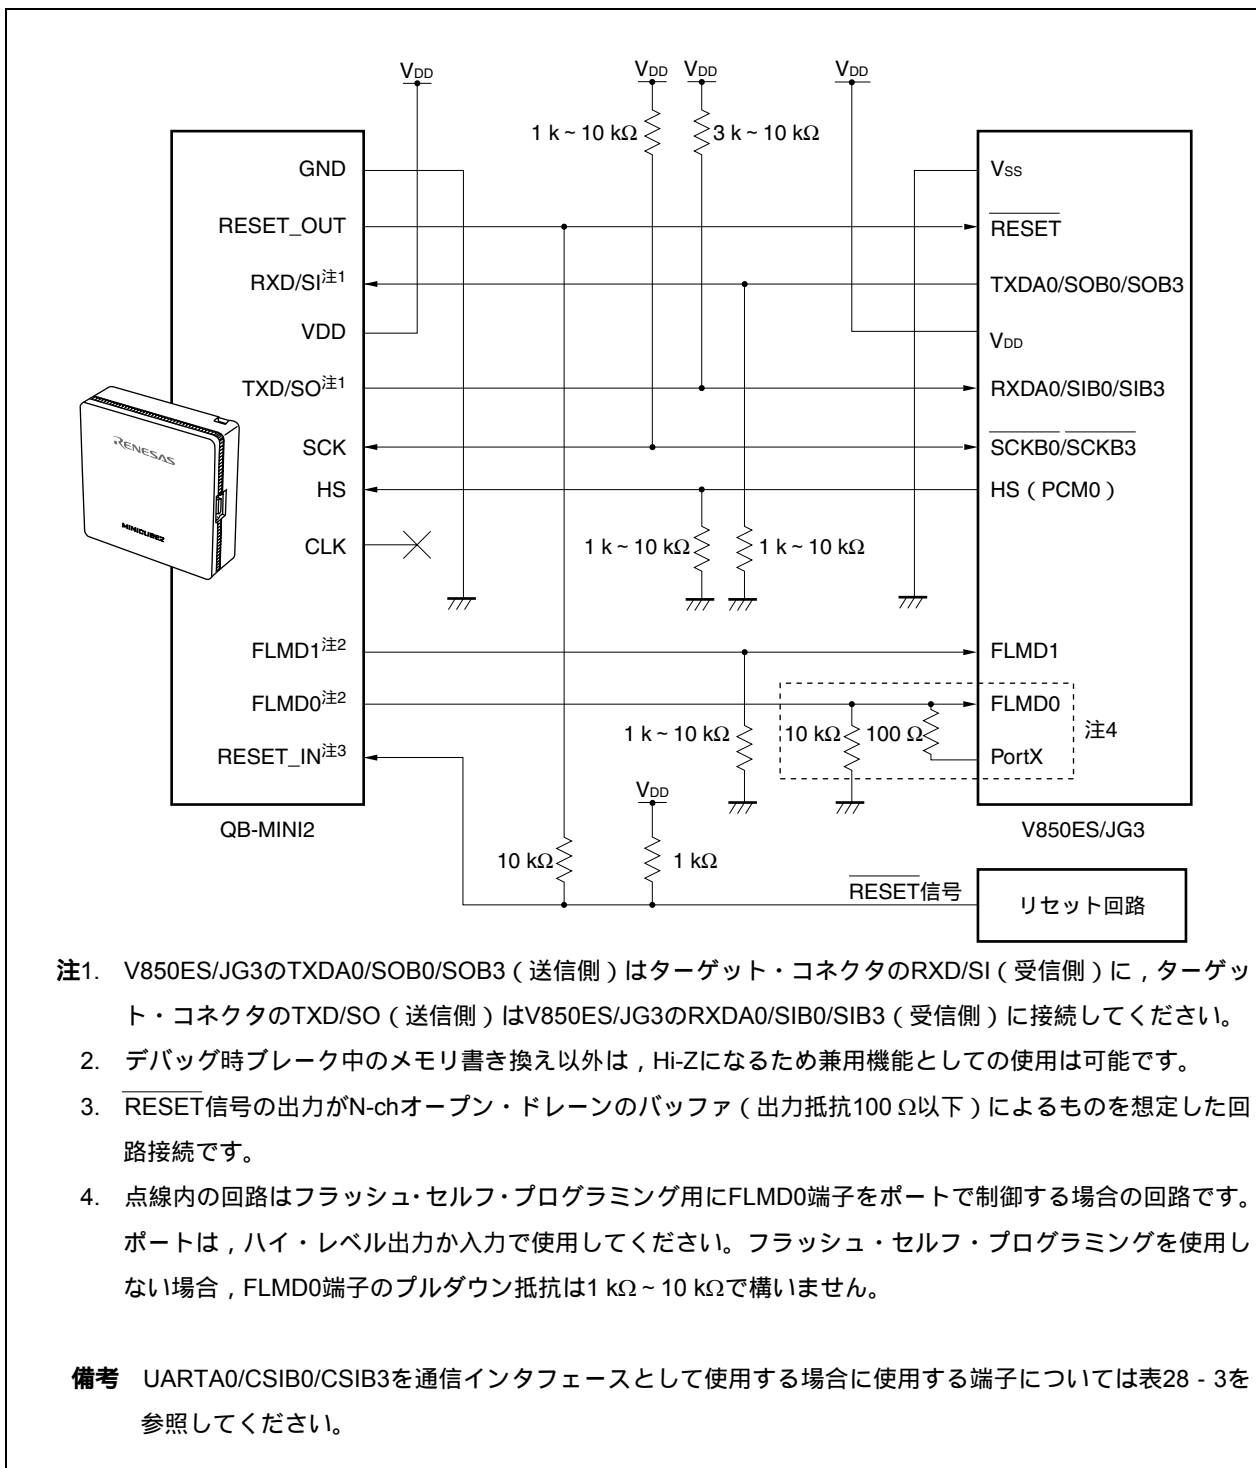 VDD VDD VDD VDD
1 k ~ 10 kΩ 3 k ~ 10 kΩ
GND VSS
RESET_OUT RESET
RXD/SI注1 TXDA0/SOB0/SOB3
VDD VDD
TXD/SO注1 RXDA0/SIB0/SIB3
RENESAS
SCK SCKB0/SCKB3
HS HS（PCM0）
MINICUBE2
CLK 1 k ~ 10 kΩ 1 k ~ 10 kΩ
FLMD1注2 FLMD1
FLMD0注2 FLMD0
1 k ~ 10 kΩ 10 kΩ 100 Ω 注4
RESET_IN注3 PortX
VDD
QB-MINI2 V850ES/JG3
10 kΩ 1 kΩ
RESET信号 リセット回路
注1. V850ES/JG3のTXDA0/SOB0/SOB3（送信側）はターゲット・コネクタのRXD/SI（受信側）に，ターゲッ
ト・コネクタのTXD/SO（送信側）はV850ES/JG3のRXDA0/SIB0/SIB3（受信側）に接続してください。
2. デバッグ時ブレーク中のメモリ書き換え以外は，Hi-Zになるため兼用機能としての使用は可能です。
3. RESET信号の出力がN-chオープン・ドレーンのバッファ（出力抵抗100 Ω以下）によるものを想定した回
路接続です。
4. 点線内の回路はフラッシュ・セルフ・プログラミング用にFLMD0端子をポートで制御する場合の回路です。
ポートは，ハイ・レベル出力か入力で使用してください。フラッシュ・セルフ・プログラミングを使用し
ない場合，FLMD0端子のプルダウン抵抗は1 kΩ ~ 10 kΩで構いません。
備考 UARTA0/CSIB0/CSIB3を通信インタフェースとして使用する場合に使用する端子については表28 - 3を
参照してください。